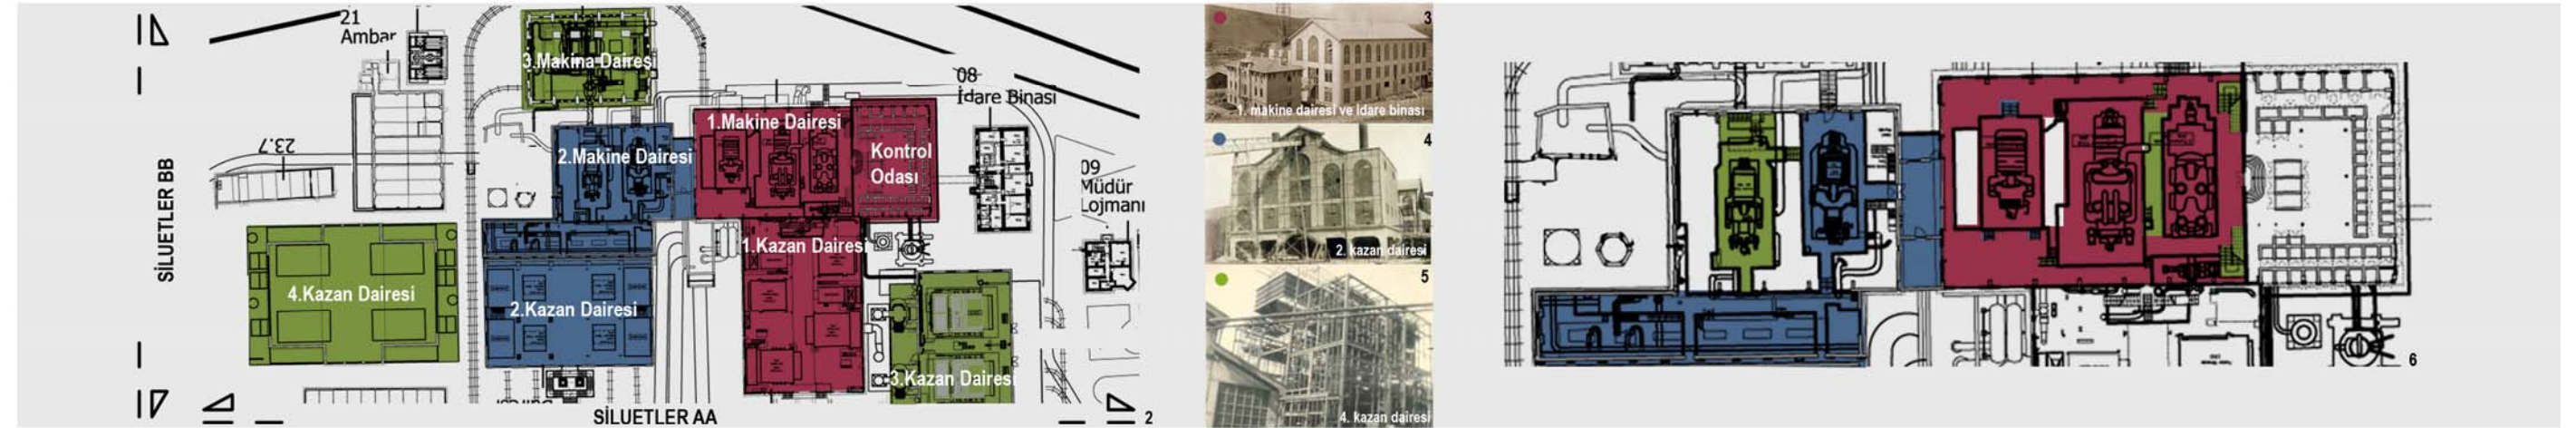 21
Ambar
3.Makina Dairesi
08
İdare Binası
1.Makine Dairesi
23.7
2.Makine Dairesi
Kontrol
Odası
09
Müdür
Lojmanı
SİLUETLER BB
1.Kazan Dairesi
4.Kazan Dairesi
2.Kazan Dairesi
3.Kazan Dairesi
SİLUETLER AA
2
3
1. makine dairesi ve idare binası
4
2. kazan dairesi
5
4. kazan dairesi
6